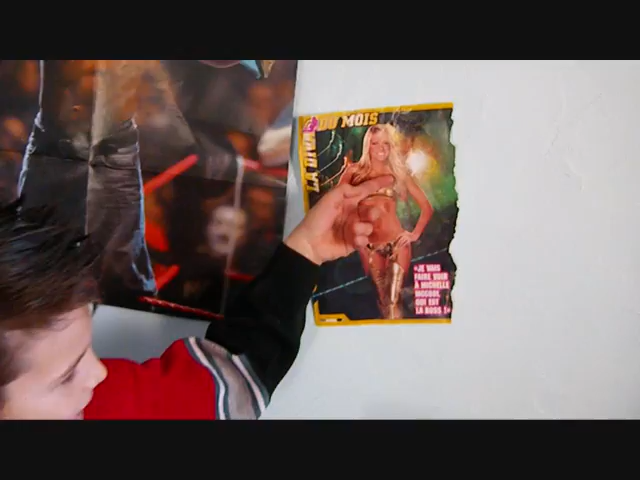 LA DIVA
DU MOIS
«JE VAIS
FAIRE VOIR
À MICHELLE
MCCOOL
QUI EST
LA BOSS !»